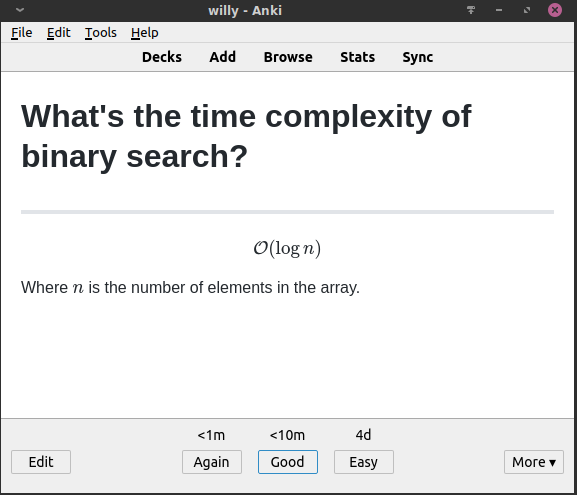 willy - Anki
File Edit Tools Help
Decks Add Browse Stats Sync
What's the time complexity of
binary search?
𝒪(log n)
Where n is the number of elements in the array.
<1m <10m 4d
Edit Again Good Easy More ▾